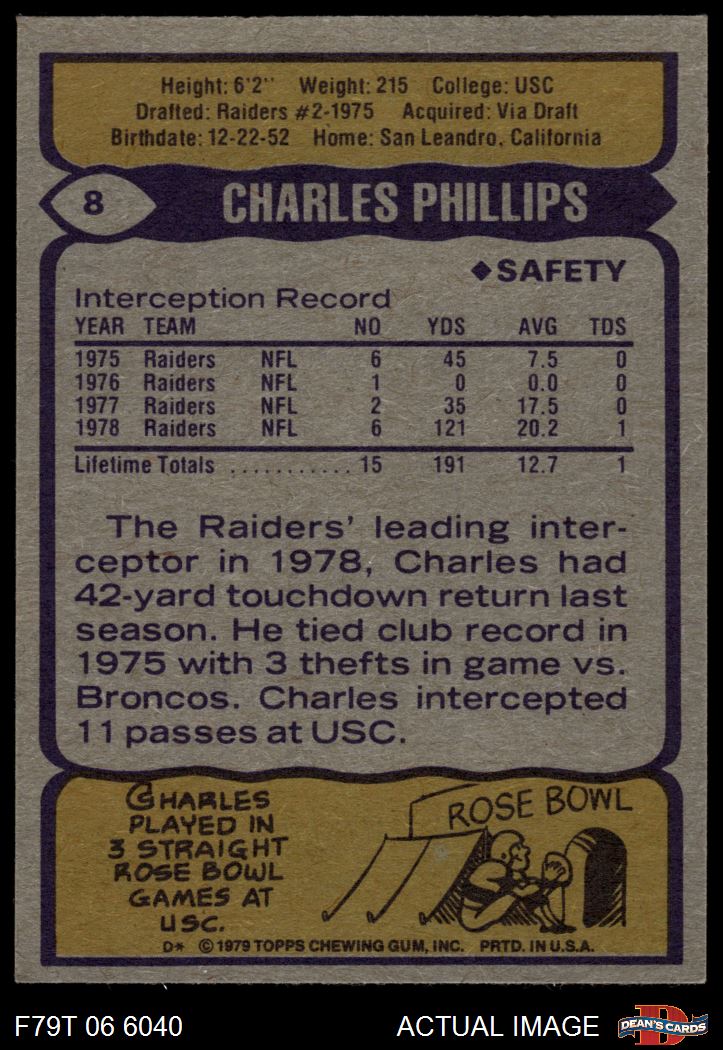 Height: 6'2" Weight: 215 College: USC
Drafted: Raiders #2-1975 Acquired: Via Draft
Birthdate: 12-22-52 Home: San Leandro, California
8 CHARLES PHILLIPS
◆SAFETY
Interception Record
YEAR TEAM NO YDS AVG TDS
1975 Raiders NFL 6 45 7.5 0
1976 Raiders NFL 1 0 0.0 0
1977 Raiders NFL 2 35 17.5 0
1978 Raiders NFL 6 121 20.2 1
Lifetime Totals ........... 15 191 12.7 1
The Raiders' leading inter-
ceptor in 1978, Charles had
42-yard touchdown return last
season. He tied club record in
1975 with 3 thefts in game vs.
Broncos. Charles intercepted
11 passes at USC.
CHARLES
PLAYED IN
3 STRAIGHT
ROSE BOWL
GAMES AT
USC.
ROSE BOWL
D* © 1979 TOPPS CHEWING GUM, INC. PRTD. IN U.S.A.
F79T 06 6040 ACTUAL IMAGE
D
DEAN'S CARDS